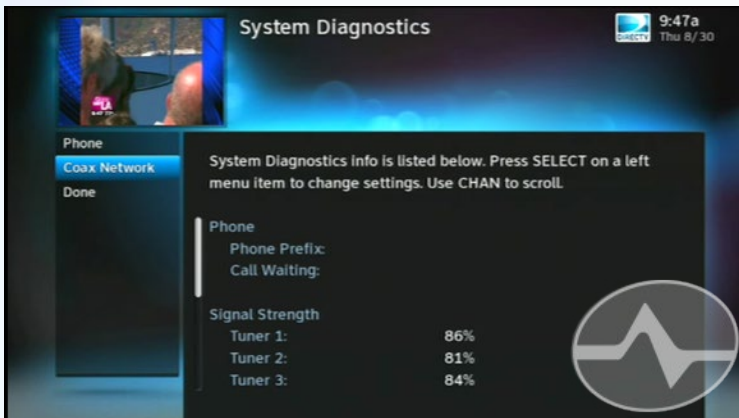 System Diagnostics
DIRECTV
9:47a
Thu 8/30
LA
Phone
Coax Network
Done
System Diagnostics info is listed below. Press SELECT on a left
menu item to change settings. Use CHAN to scroll.
Phone
Phone Prefix:
Call Waiting:
Signal Strength
Tuner 1: 86%
Tuner 2: 81%
Tuner 3: 84%